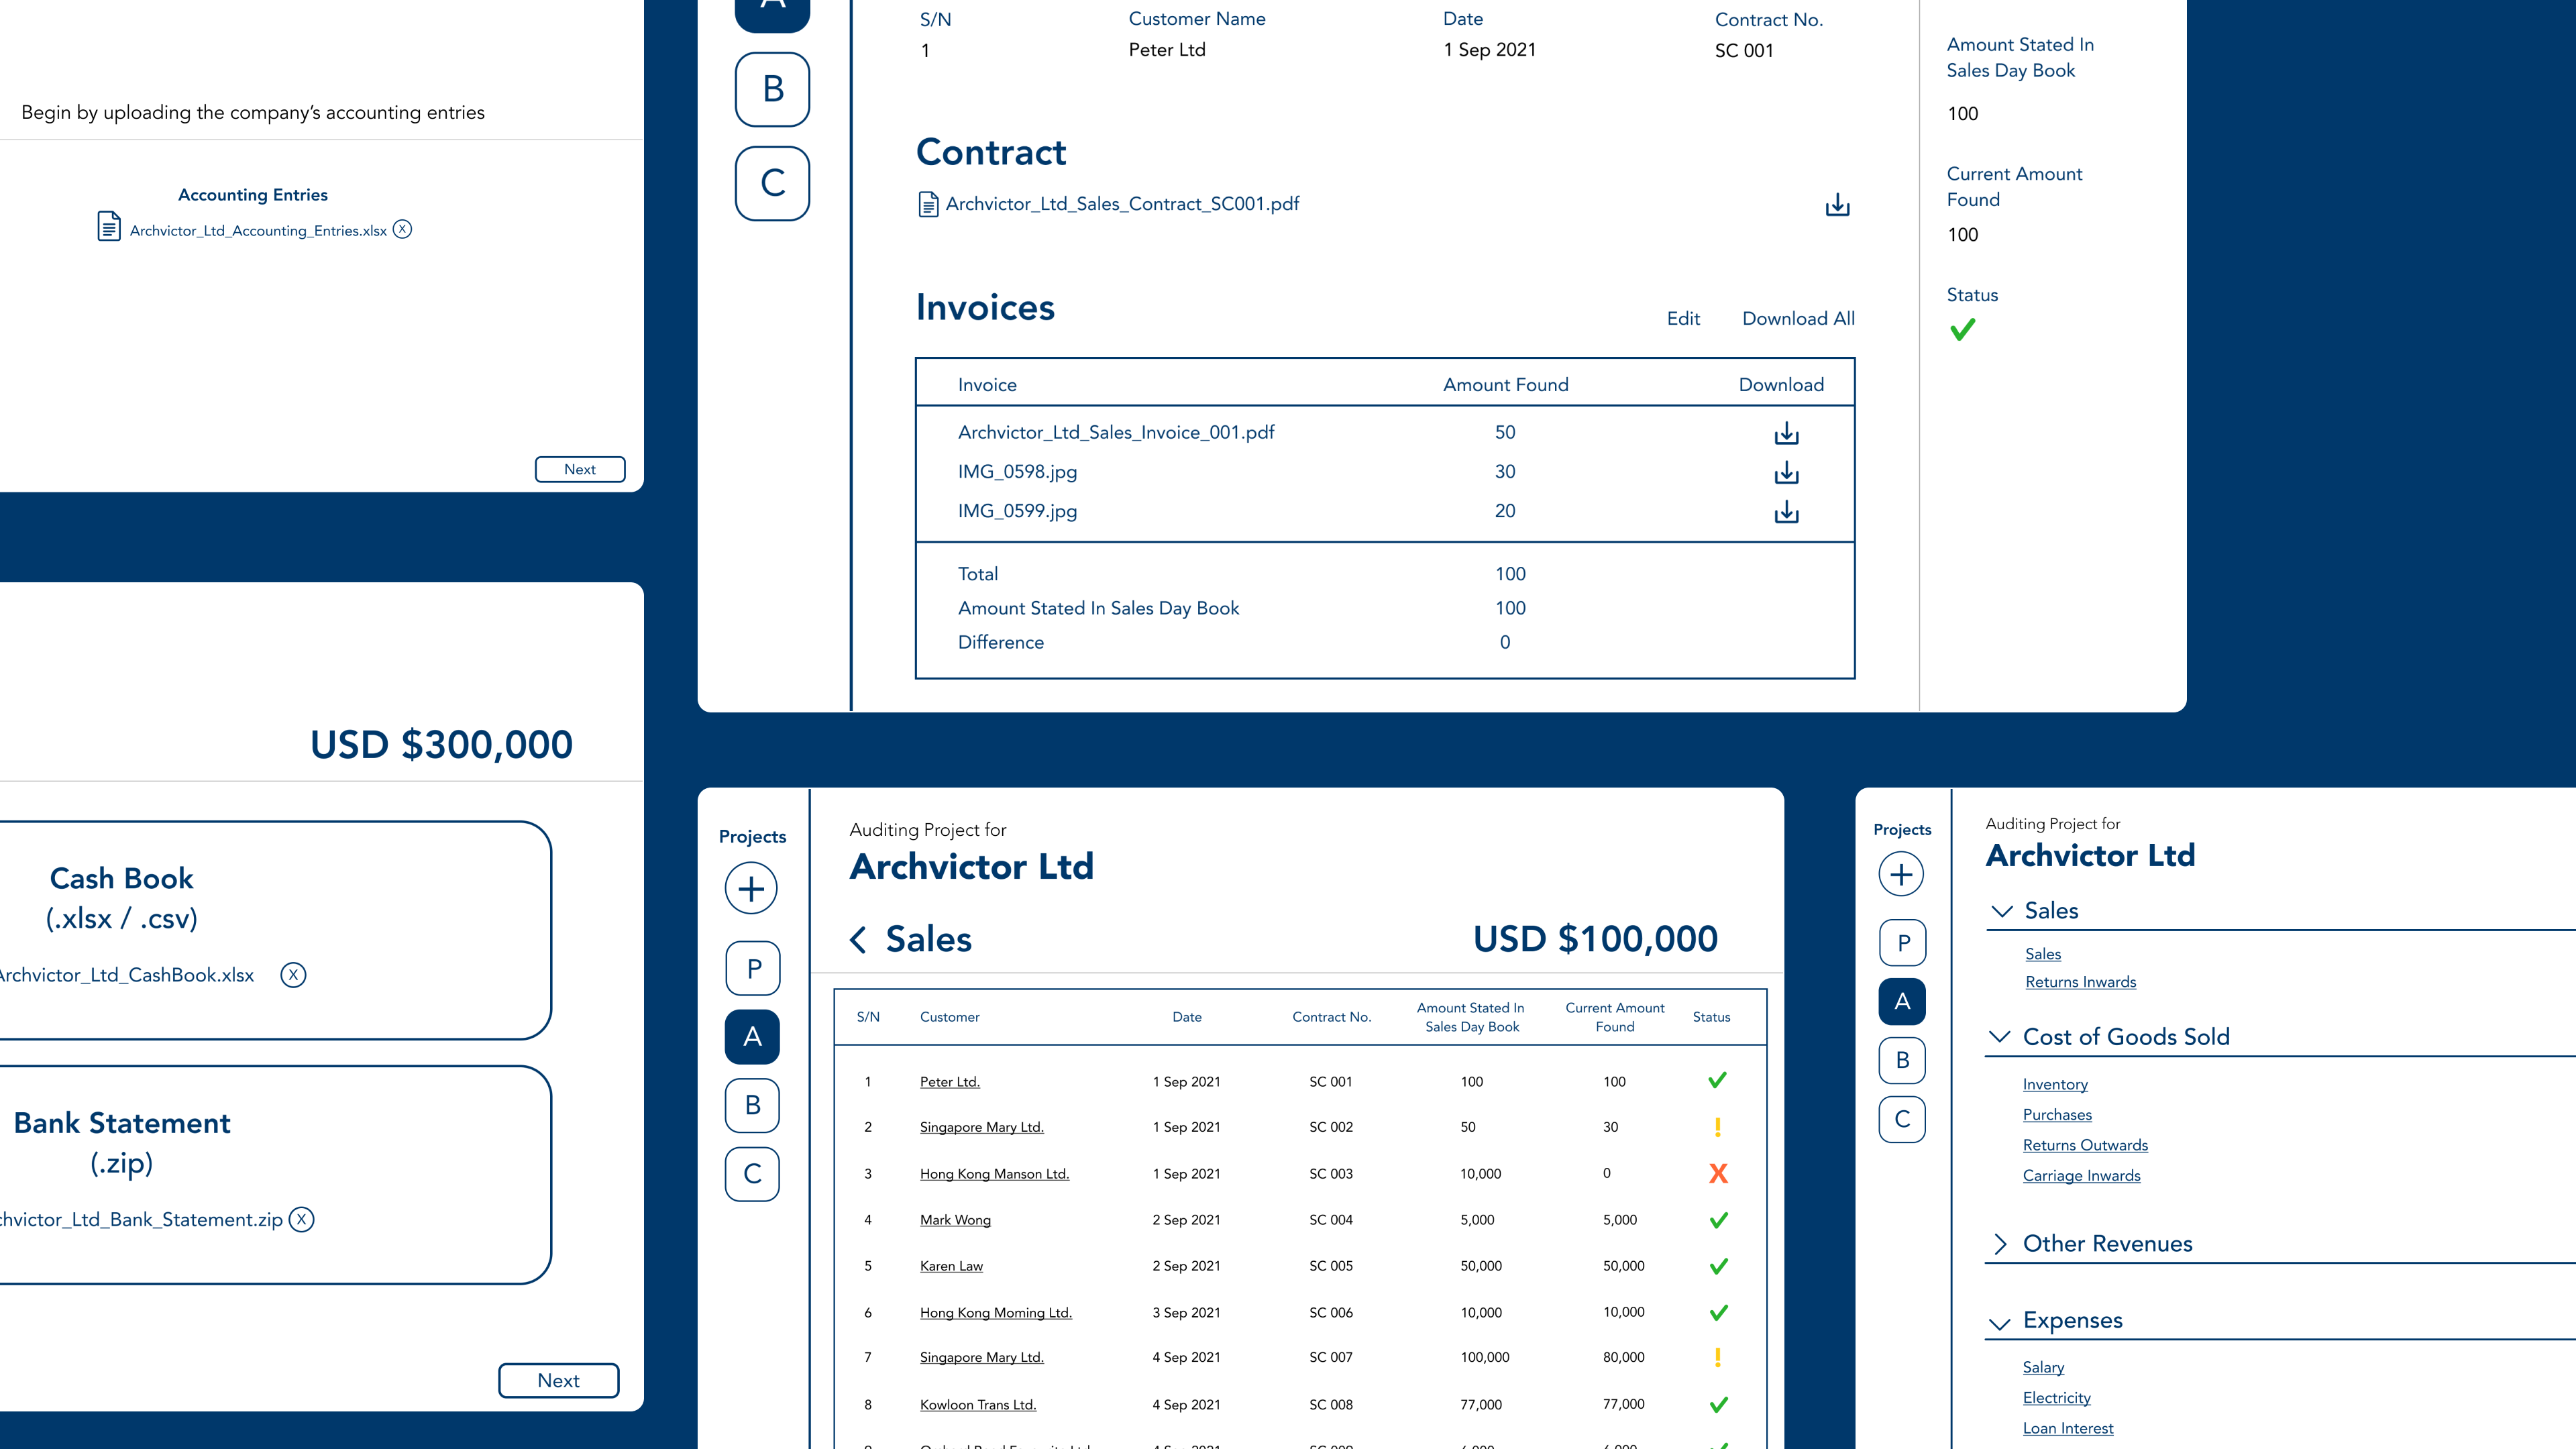 Begin by uploading the company's accounting entries
Accounting Entries
Archvictor_Ltd_Accounting_Entries.xlsx X
Next
USD $300,000
Cash Book
(.xlsx / .csv)
Archvictor_Ltd_CashBook.xlsx X
Bank Statement
(.zip)
chvictor_Ltd_Bank_Statement.zip X
Next
A
B
C
S/N Customer Name Date Contract No.
1 Peter Ltd 1 Sep 2021 SC 001
Contract
Archvictor_Ltd_Sales_Contract_SC001.pdf
Invoices
Edit Download All
Invoice Amount Found Download
Archvictor_Ltd_Sales_Invoice_001.pdf 50
IMG_0598.jpg 30
IMG_0599.jpg 20
Total 100
Amount Stated In Sales Day Book 100
Difference 0
Amount Stated In
Sales Day Book
100
Current Amount
Found
100
Status
Projects
P
A
B
C
Auditing Project for
Archvictor Ltd
Sales USD $100,000
S/N Customer Date Contract No. Amount Stated In Sales Day Book Current Amount Found Status
1 Peter Ltd. 1 Sep 2021 SC 001 100 100
2 Singapore Mary Ltd. 1 Sep 2021 SC 002 50 30 !
3 Hong Kong Manson Ltd. 1 Sep 2021 SC 003 10,000 0 X
4 Mark Wong 2 Sep 2021 SC 004 5,000 5,000
5 Karen Law 2 Sep 2021 SC 005 50,000 50,000
6 Hong Kong Moming Ltd. 3 Sep 2021 SC 006 10,000 10,000
7 Singapore Mary Ltd. 4 Sep 2021 SC 007 100,000 80,000 !
8 Kowloon Trans Ltd. 4 Sep 2021 SC 008 77,000 77,000
Projects
P
A
B
C
Auditing Project for
Archvictor Ltd
Sales
Sales
Returns Inwards
Cost of Goods Sold
Inventory
Purchases
Returns Outwards
Carriage Inwards
Other Revenues
Expenses
Salary
Electricity
Loan Interest